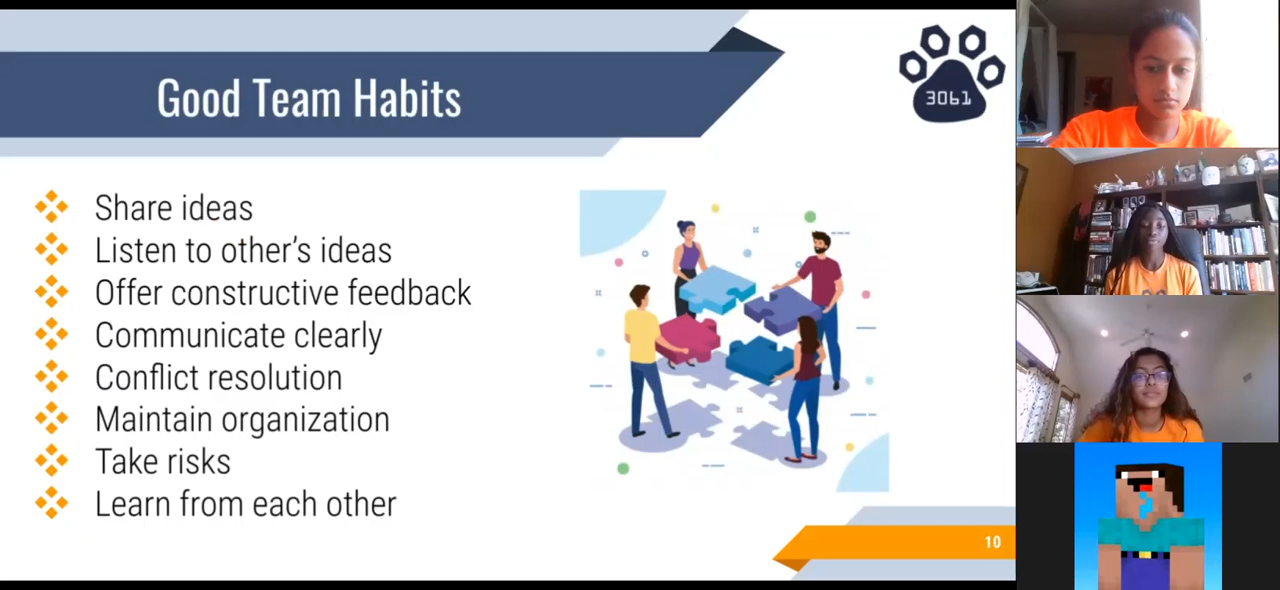 Good Team Habits
3061
Share ideas
Listen to other's ideas
Offer constructive feedback
Communicate clearly
Conflict resolution
Maintain organization
Take risks
Learn from each other
10